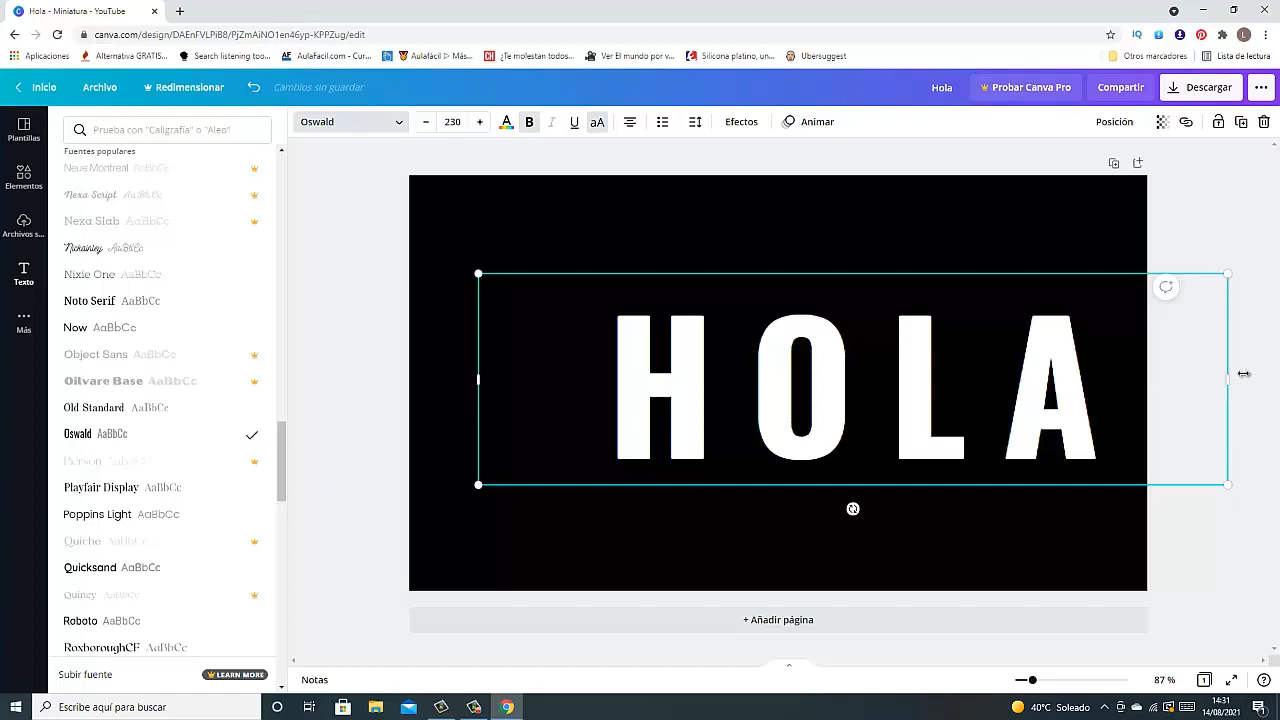 Hola - Miniatura - YouTube
canva.com/design/DAEnFVLPiB8/PjZmAiNO1en46yp-KPPZug/edit
Aplicaciones
Alternativa GRATIS...
Search listening too...
AulaFacil.com - Cur...
Aulafácil
DAEMUL2...
¿Te molestan todos...
Ver El mundo por v...
Silicona platino, un...
Ubersuggest
Otros marcadores
Lista de lectura
Inicio
Archivo
Redimensionar
Cambios sin guardar
Hola
Probar Canva Pro
Compartir
Descargar
Plantillas
Elementos
Archivos s...
Texto
Más
Prueba con "Caligrafía" o "Aleo"
Fuentes populares
Neue Montreal AaBbCc
Nexa Script AaBbCc
Nexa Slab AaBbCc
Nickainley AaBbCc
Nixie One AaBbCc
Noto Serif AaBbCc
Now AaBbCc
Object Sans AaBbCc
Oilvare Base AaBbCc
Old Standard AaBbCc
Oswald AaBbCc
Pierson AaBbCc
Playfair Display AaBbCc
Poppins Light AaBbCc
Quiche AaBbCc
Quicksand AaBbCc
Quincy AaBbCc
Roboto AaBbCc
RoxboroughCF AaBbCc
Subir fuente
LEARN MORE
Oswald
230
A
B
I
U
aA
Efectos
Animar
Posición
HOLA
+ Añadir página
Notas
87 %
1
Escribe aquí para buscar
40°C Soleado
14:31
14/08/2021